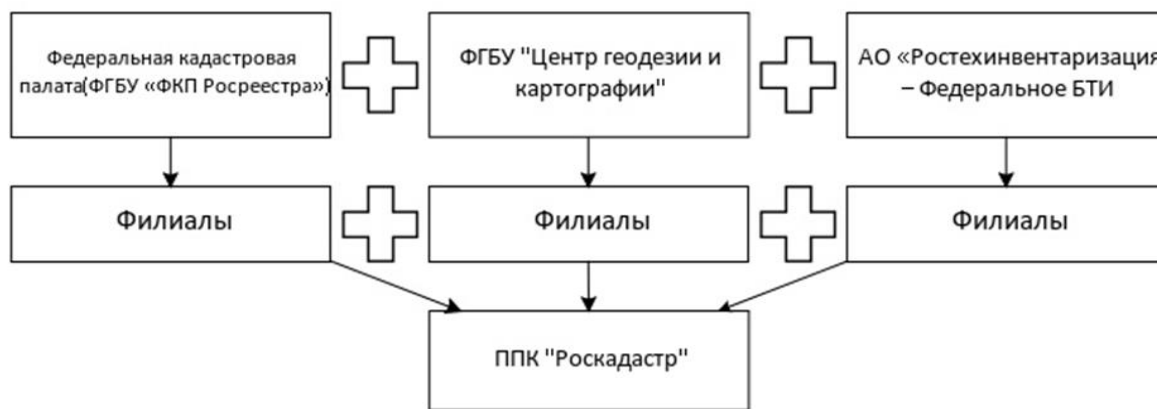 Федеральная кадастровая
палата(ФГБУ «ФКП Росреестра»)
ФГБУ "Центр геодезии и
картографии"
АО «Ростехинвентаризация
– Федеральное БТИ
Филиалы
Филиалы
Филиалы
ППК "Роскадастр"